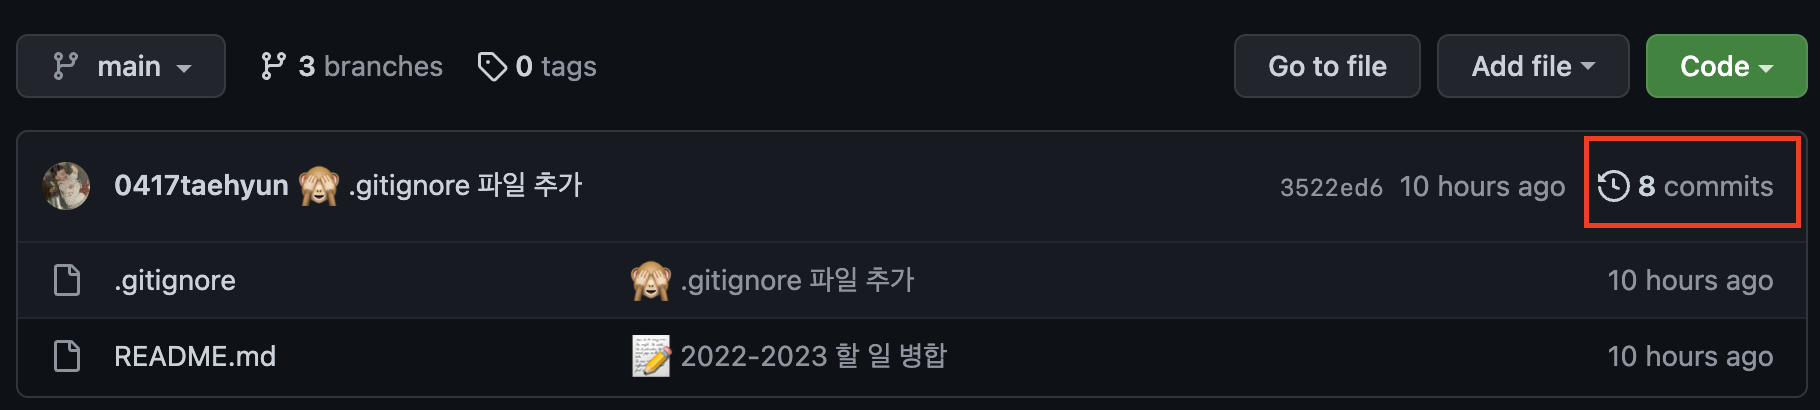 main 3 branches 0 tags Go to file Add file Code
0417taehyun 🙈 .gitignore 파일 추가 3522ed6 10 hours ago 8 commits
.gitignore 🙈 .gitignore 파일 추가 10 hours ago
README.md 📝 2022-2023 할 일 병합 10 hours ago